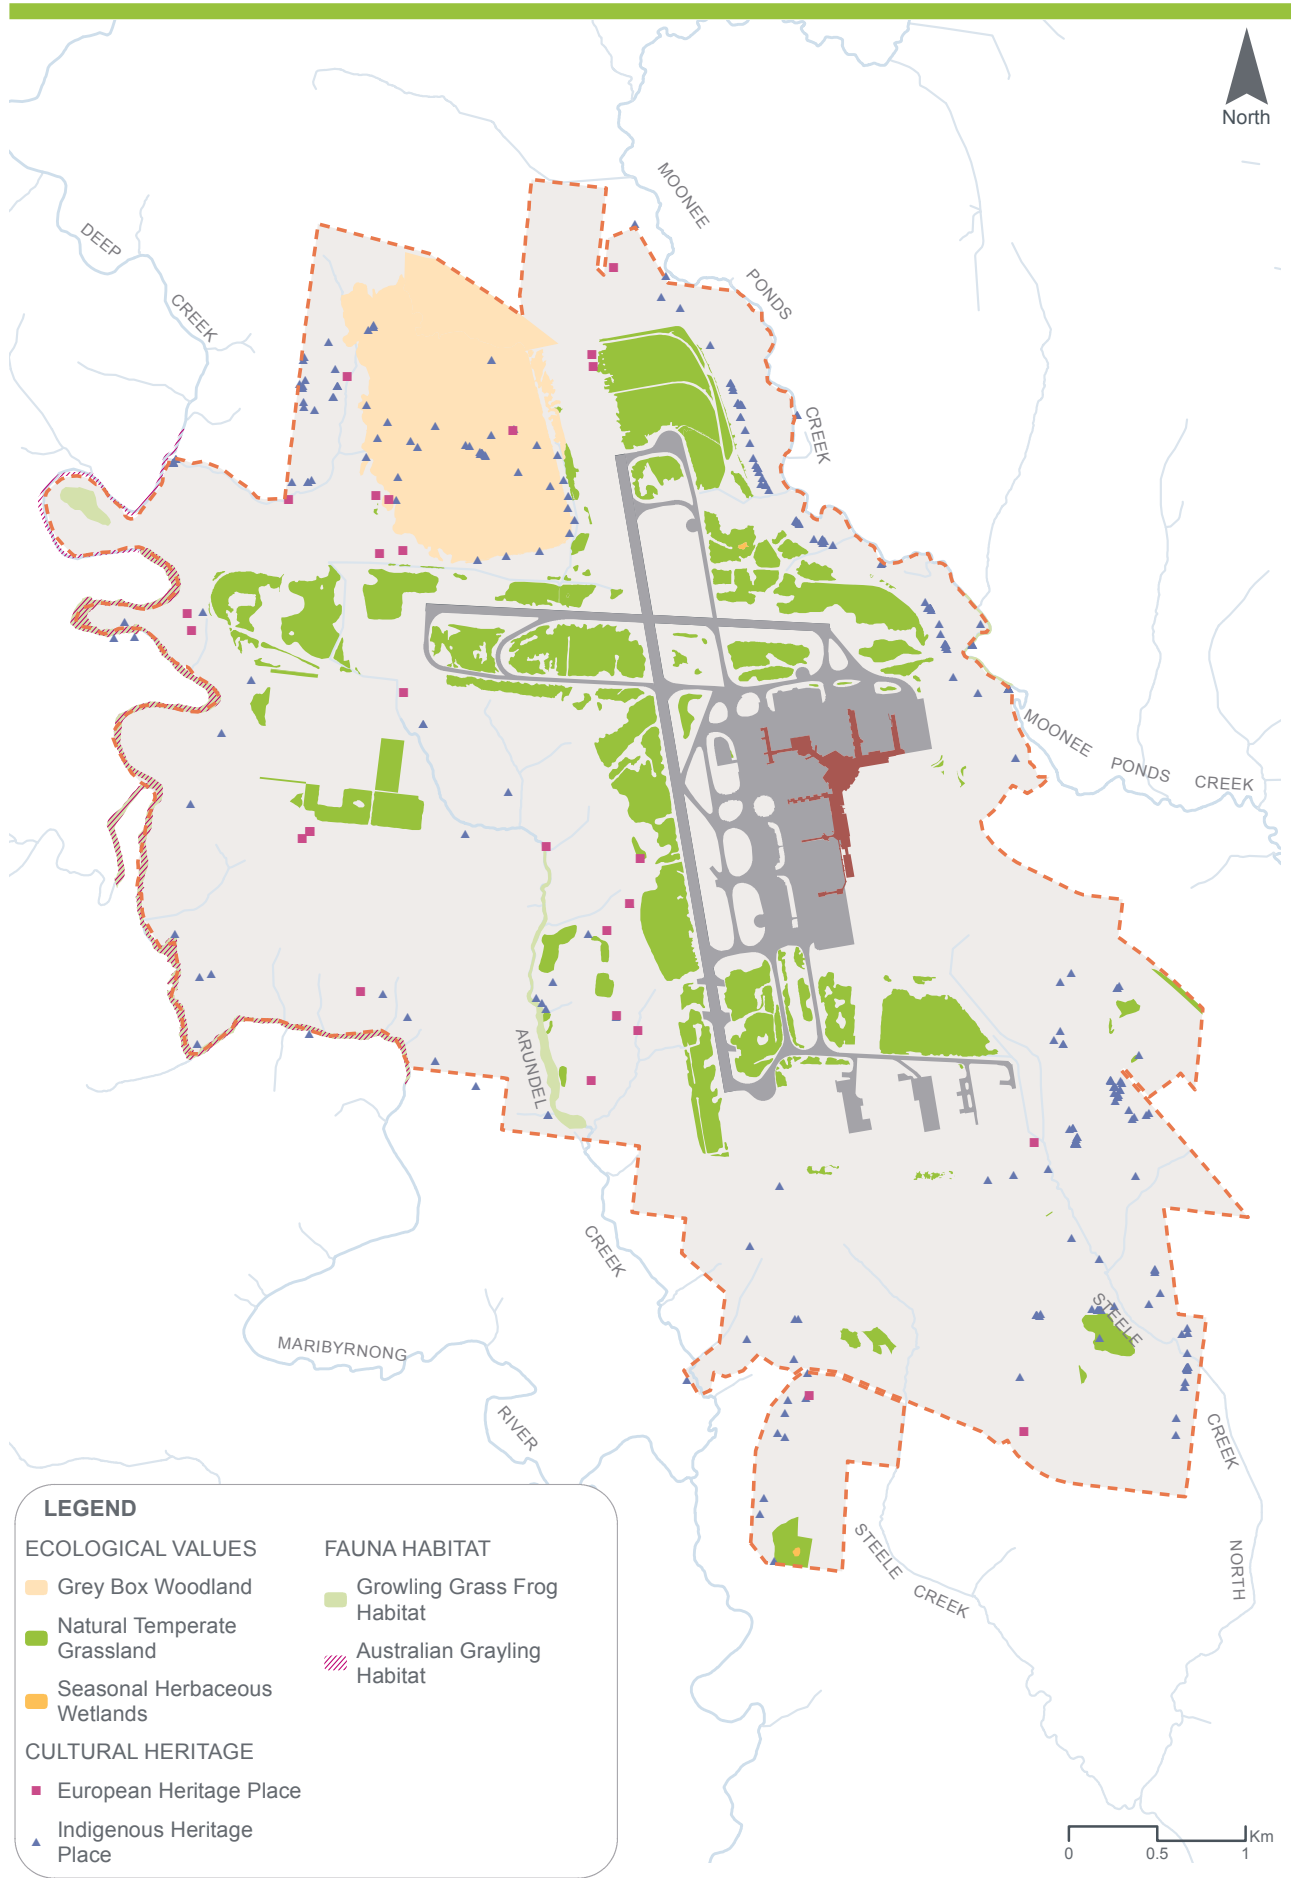 North
MOONEE
PONDS
CREEK
DEEP
CREEK
MOONEE
PONDS
CREEK
ARUNDEL
CREEK
MARIBYRNONG
RIVER
STEELE
CREEK
NORTH
STEELE
CREEK
LEGEND
ECOLOGICAL VALUES
Grey Box Woodland
Natural Temperate
Grassland
Seasonal Herbaceous
Wetlands
CULTURAL HERITAGE
European Heritage Place
Indigenous Heritage
Place
FAUNA HABITAT
Growling Grass Frog
Habitat
Australian Grayling
Habitat
Km
0 0.5 1